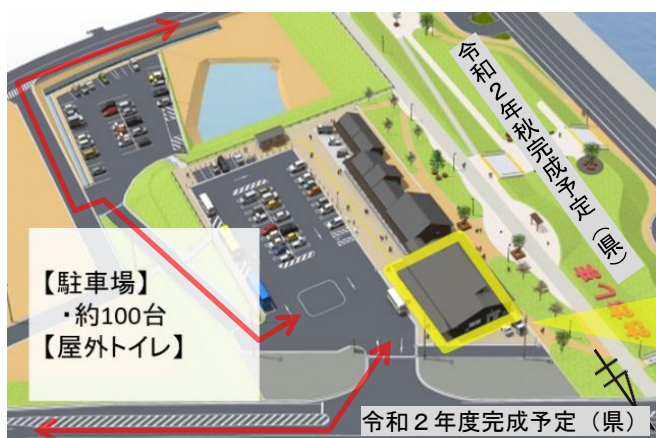 令和２年秋完成予定（県）
【駐車場】
・約100台
【屋外トイレ】
令和２年度完成予定（県）